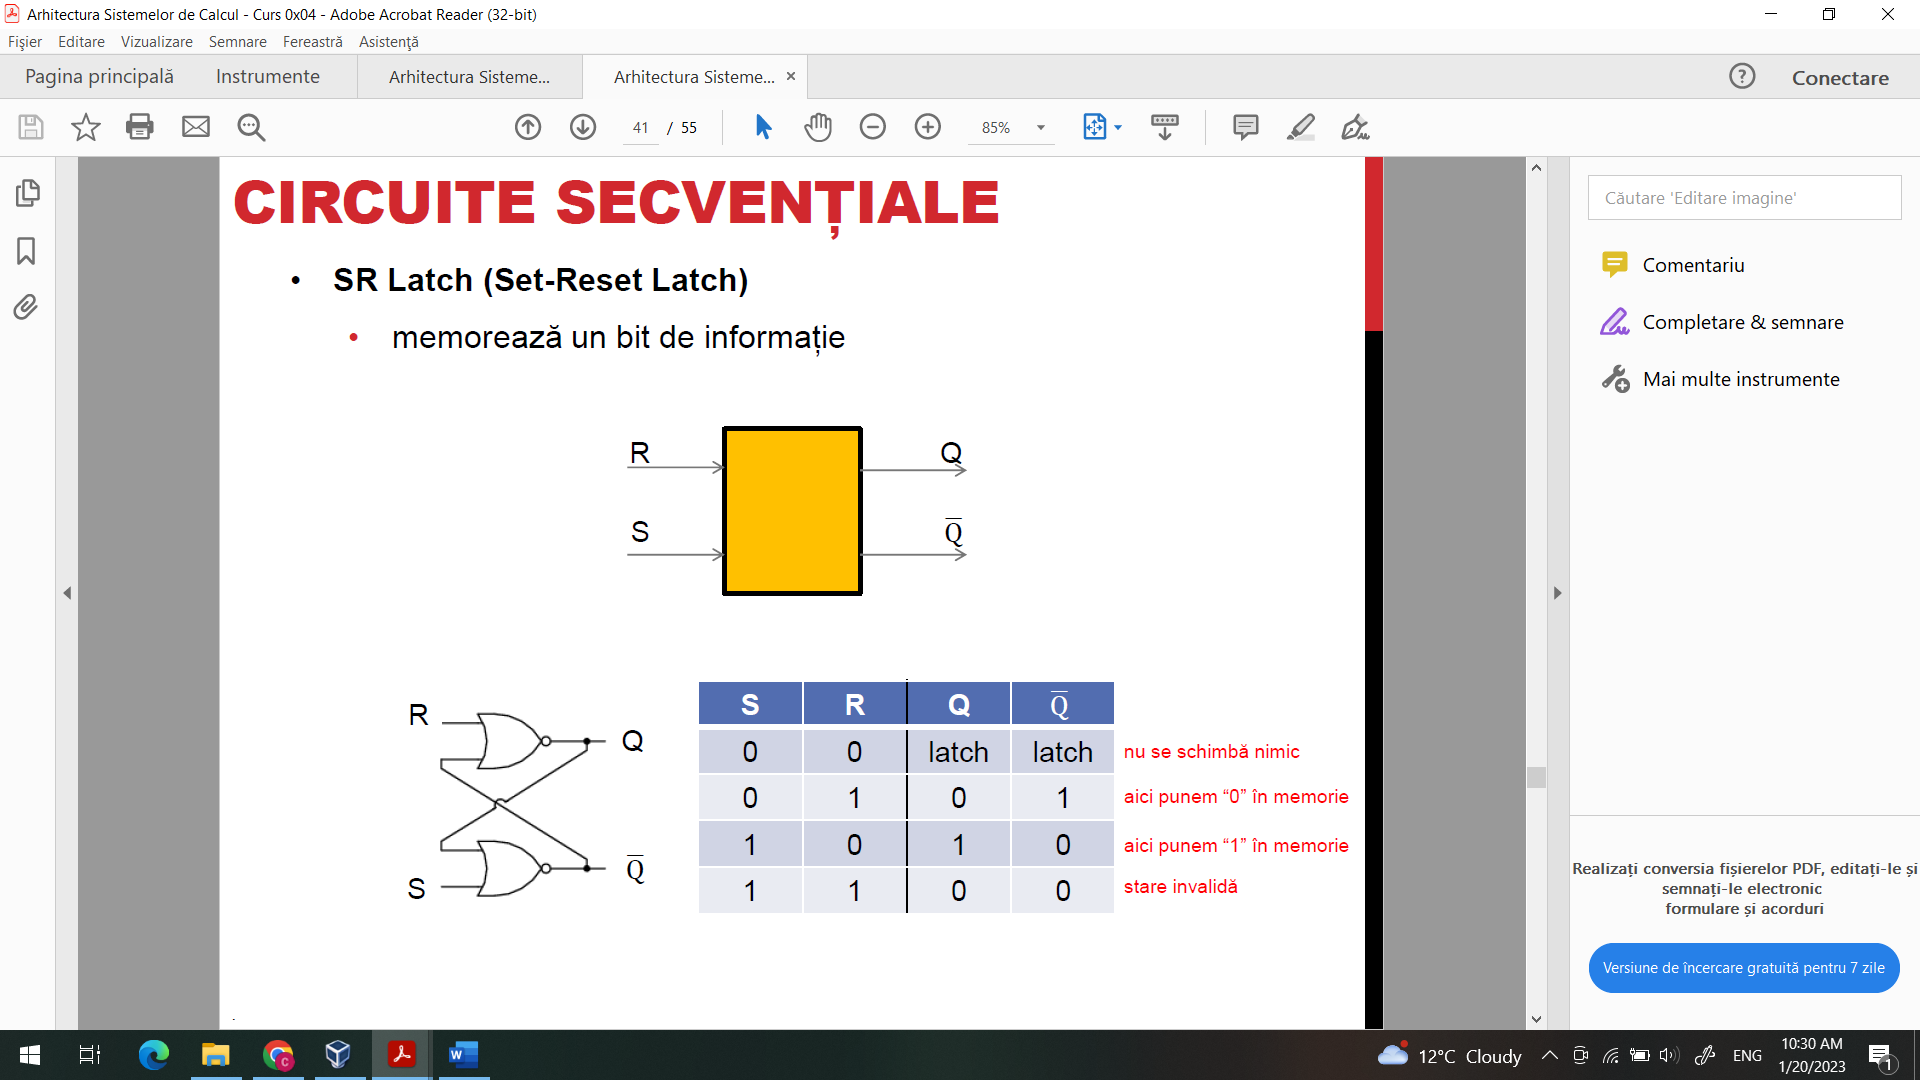 Arhitectura Sistemelor de Calcul - Curs 0x04 - Adobe Acrobat Reader (32-bit)
Fișier Editare Vizualizare Semnare Fereastră Asistenţă
Pagina principală Instrumente Arhitectura Sisteme... Arhitectura Sisteme... Conectare
41 / 55 85%
CIRCUITE SECVENȚIALE
• SR Latch (Set-Reset Latch)
• memorează un bit de informație
R Q
S Q̅
R Q
S Q̅
S R Q Q̅
0 0 latch latch nu se schimbă nimic
0 1 0 1 aici punem “0” în memorie
1 0 1 0 aici punem “1” în memorie
1 1 0 0 stare invalidă
Căutare 'Editare imagine'
Comentariu
Completare & semnare
Mai multe instrumente
Realizați conversia fișierelor PDF, editați-le și
semnați-le electronic
formulare și acorduri
Versiune de încercare gratuită pentru 7 zile
12°C Cloudy ENG 10:30 AM
1/20/2023 1